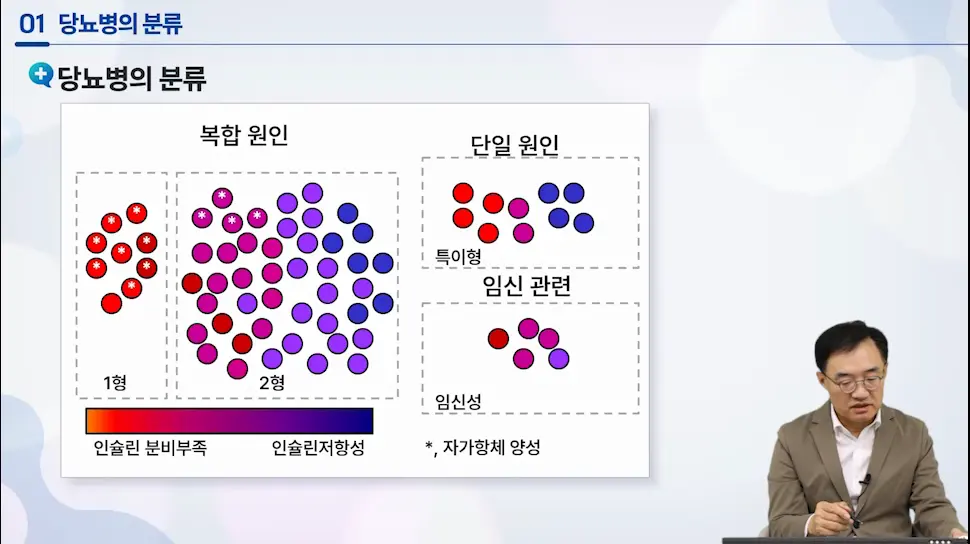 01 당뇨병의 분류
당뇨병의 분류
복합 원인
단일 원인
* * * * * * * *
* * * *
특이형
임신 관련
1형
2형
임신성
인슐린 분비부족
인슐린저항성
*, 자가항체 양성